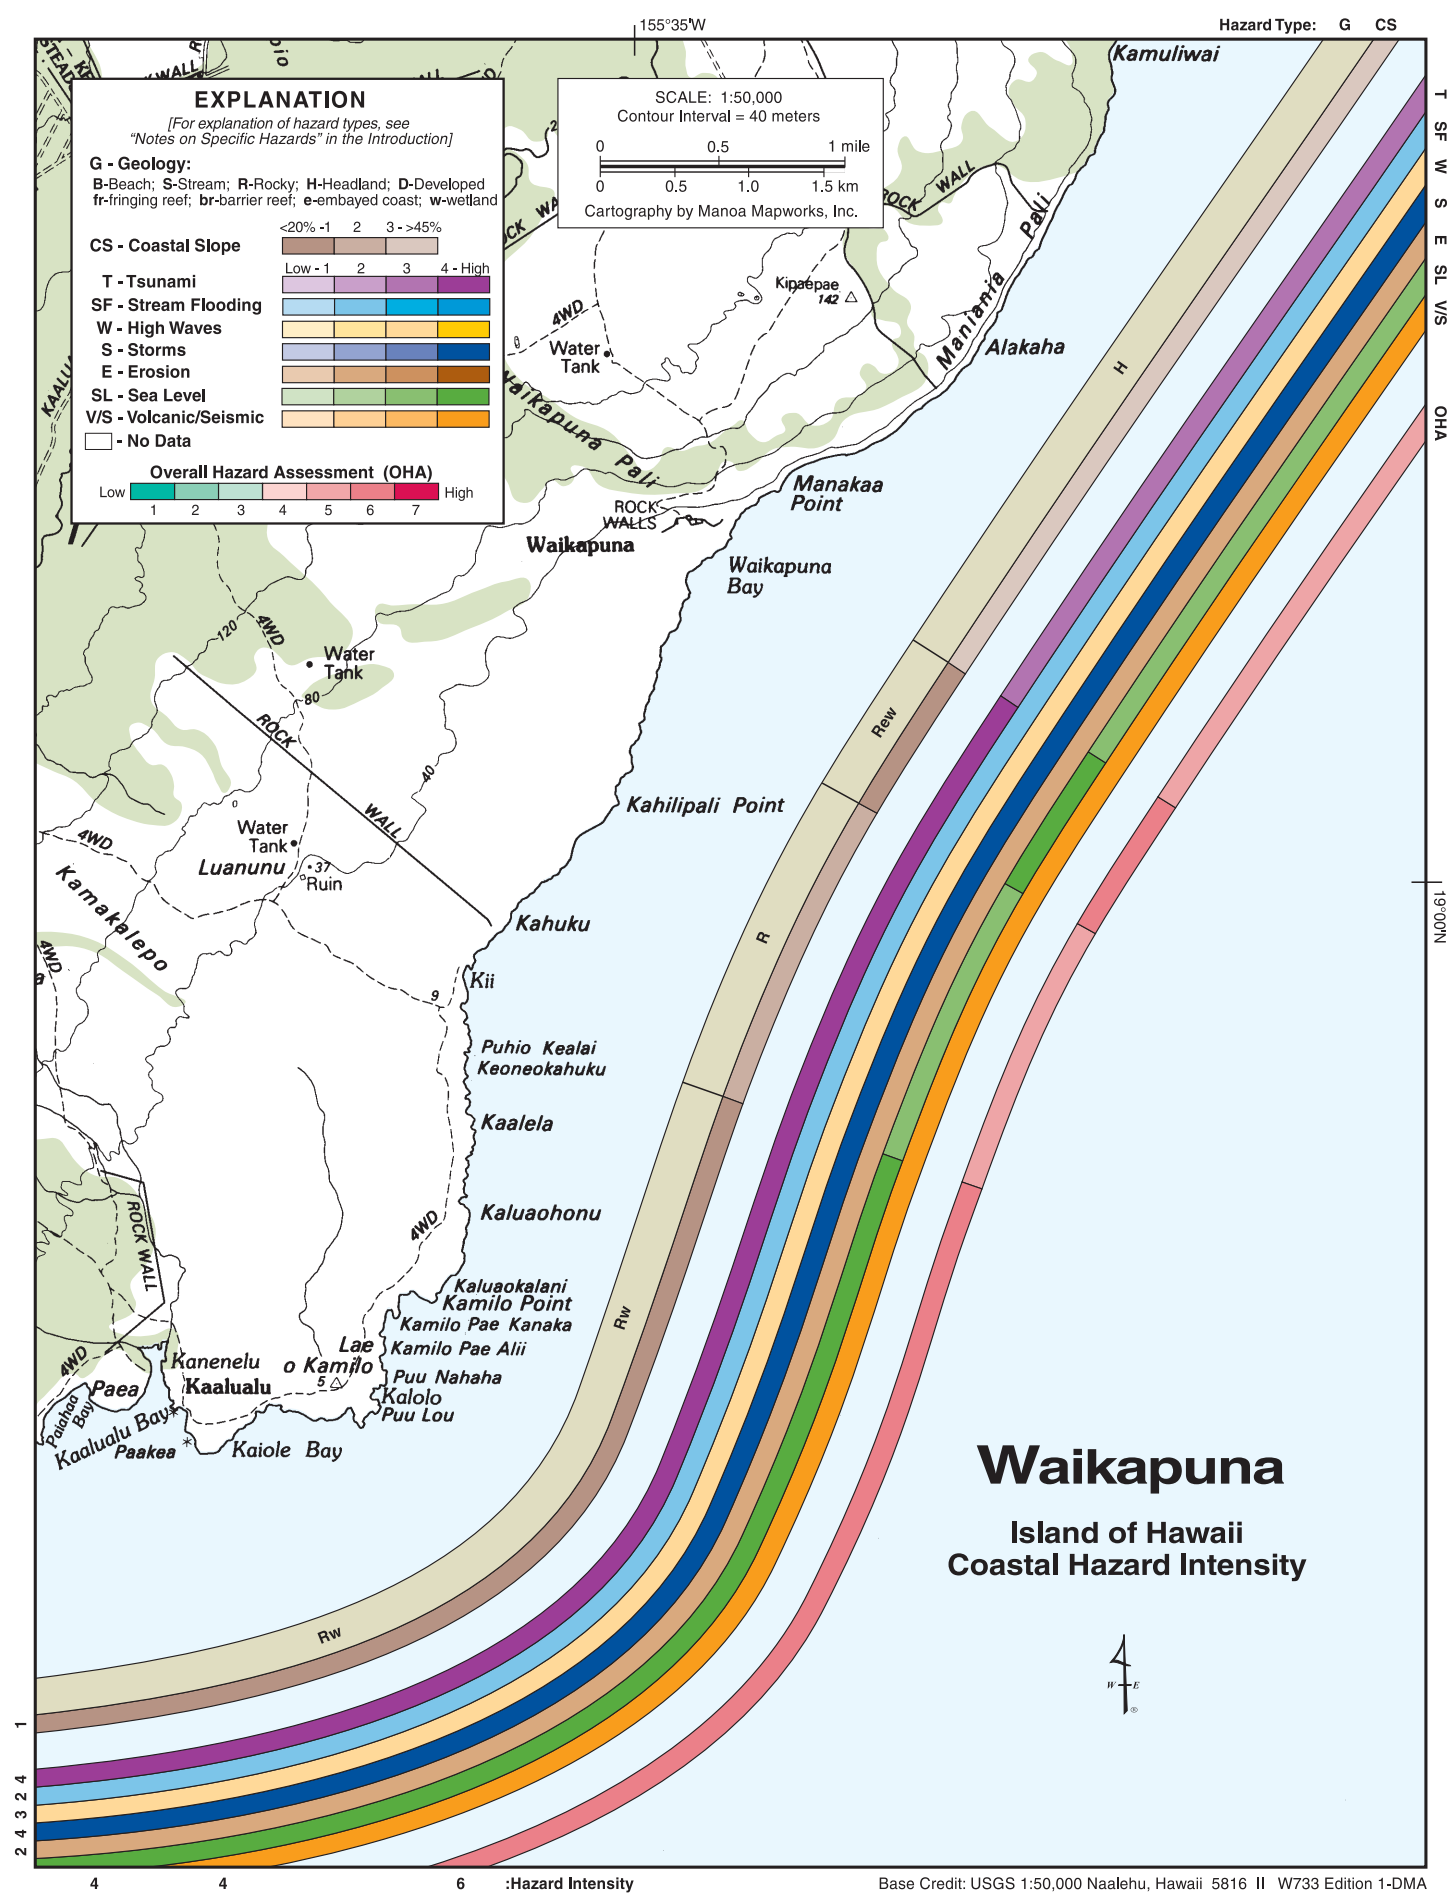 155°35'W
Hazard Type: G CS
T
SF
W
S
E
SL
V/S
OHA
Kamuliwai
EXPLANATION
[For explanation of hazard types, see
"Notes on Specific Hazards" in the Introduction]
G - Geology:
B-Beach; S-Stream; R-Rocky; H-Headland; D-Developed
fr-fringing reef; br-barrier reef; e-embayed coast; w-wetland
<20% -1 2 3 - >45%
CS - Coastal Slope
Low - 1 2 3 4 - High
T - Tsunami
SF - Stream Flooding
W - High Waves
S - Storms
E - Erosion
SL - Sea Level
V/S - Volcanic/Seismic
- No Data
Overall Hazard Assessment (OHA)
Low High
1 2 3 4 5 6 7
SCALE: 1:50,000
Contour Interval = 40 meters
0 0.5 1 mile
0 0.5 1.0 1.5 km
Cartography by Manoa Mapworks, Inc.
ROCK WALL
Maniania Pali
Kipaepae
142
4WD
Water
Tank
Alakaha
H
Waikapuna Pali
Manakaa
Point
ROCK
WALLS
Waikapuna
Waikapuna
Bay
120
4WD
Water
Tank
80
ROCK WALL
40
Rew
Kahilipali Point
4WD
Water
Tank
Luanunu
37
Ruin
Kamakalepo
4WD
Kahuku
R
19°00'N
Kii
9
Puhio Kealai
Keoneokahuku
Kaalela
Kaluaohonu
ROCK WALL
4WD
Kaluaokalani
Kamilo Point
Kamilo Pae Kanaka
Rw
Lae
o Kamilo
Kamilo Pae Alii
5
Kanenelu
Kaalualu
4WD
Paea
Puu Nahaha
Kalolo
Puu Lou
Paiahaa
Bay
Kaalualu Bay
Paakea
Kaiole Bay
Waikapuna
Island of Hawaii
Coastal Hazard Intensity
Rw
W E
®
1
4
2
3
4
2
4 4 6 :Hazard Intensity
Base Credit: USGS 1:50,000 Naalehu, Hawaii 5816 II W733 Edition 1-DMA